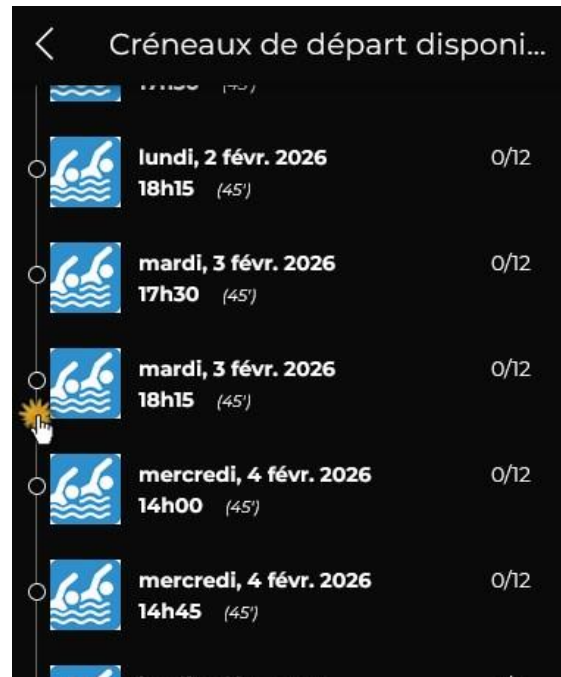 Créneaux de départ disponi...
lundi, 2 févr. 2026 0/12
18h15 (45')
mardi, 3 févr. 2026 0/12
17h30 (45')
mardi, 3 févr. 2026 0/12
18h15 (45')
mercredi, 4 févr. 2026 0/12
14h00 (45')
mercredi, 4 févr. 2026 0/12
14h45 (45')